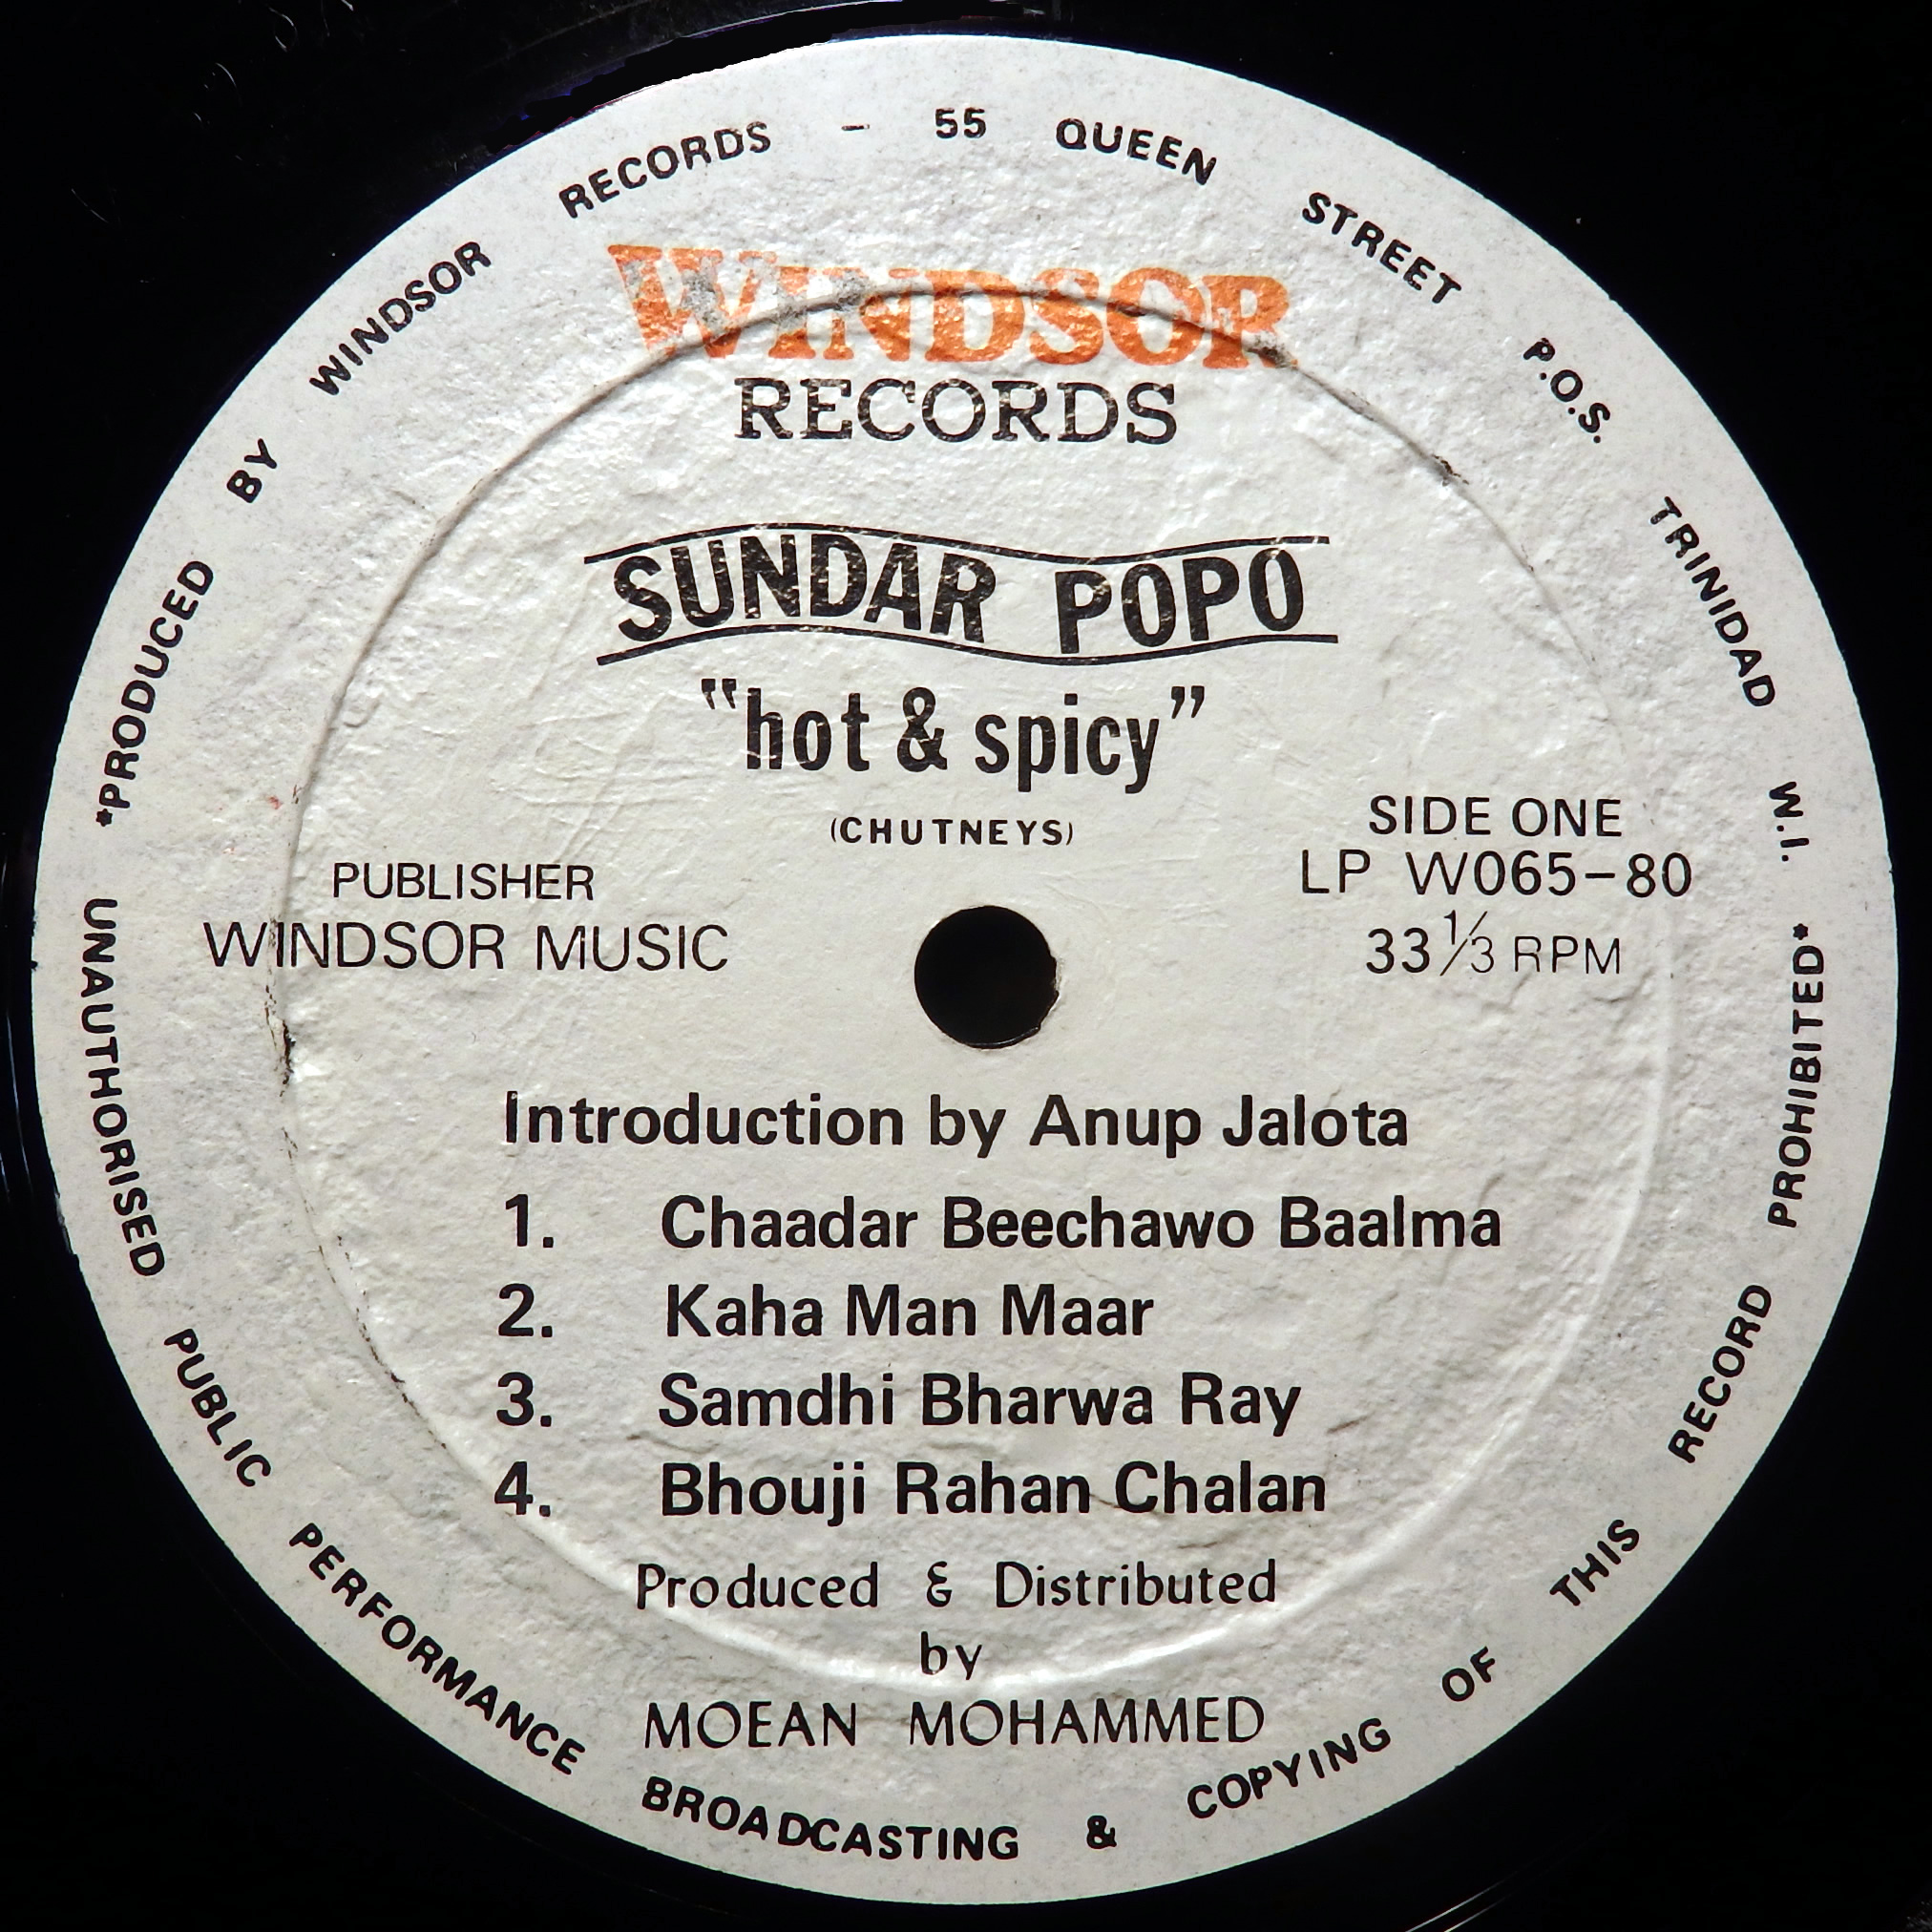 *PRODUCED BY WINDSOR RECORDS - 55 QUEEN STREET P.O.S. TRINIDAD W.I.
WINDSOR
RECORDS
SUNDAR POPO
"hot & spicy"
(CHUTNEYS)
PUBLISHER
WINDSOR MUSIC
SIDE ONE
LP W065-80
33 1/3 RPM
Introduction by Anup Jalota
1. Chaadar Beechawo Baalma
2. Kaha Man Maar
3. Samdhi Bharwa Ray
4. Bhouji Rahan Chalan
Produced & Distributed
by
MOEAN MOHAMMED
UNAUTHORISED PUBLIC PERFORMANCE BROADCASTING & COPYING OF THIS RECORD PROHIBITED*